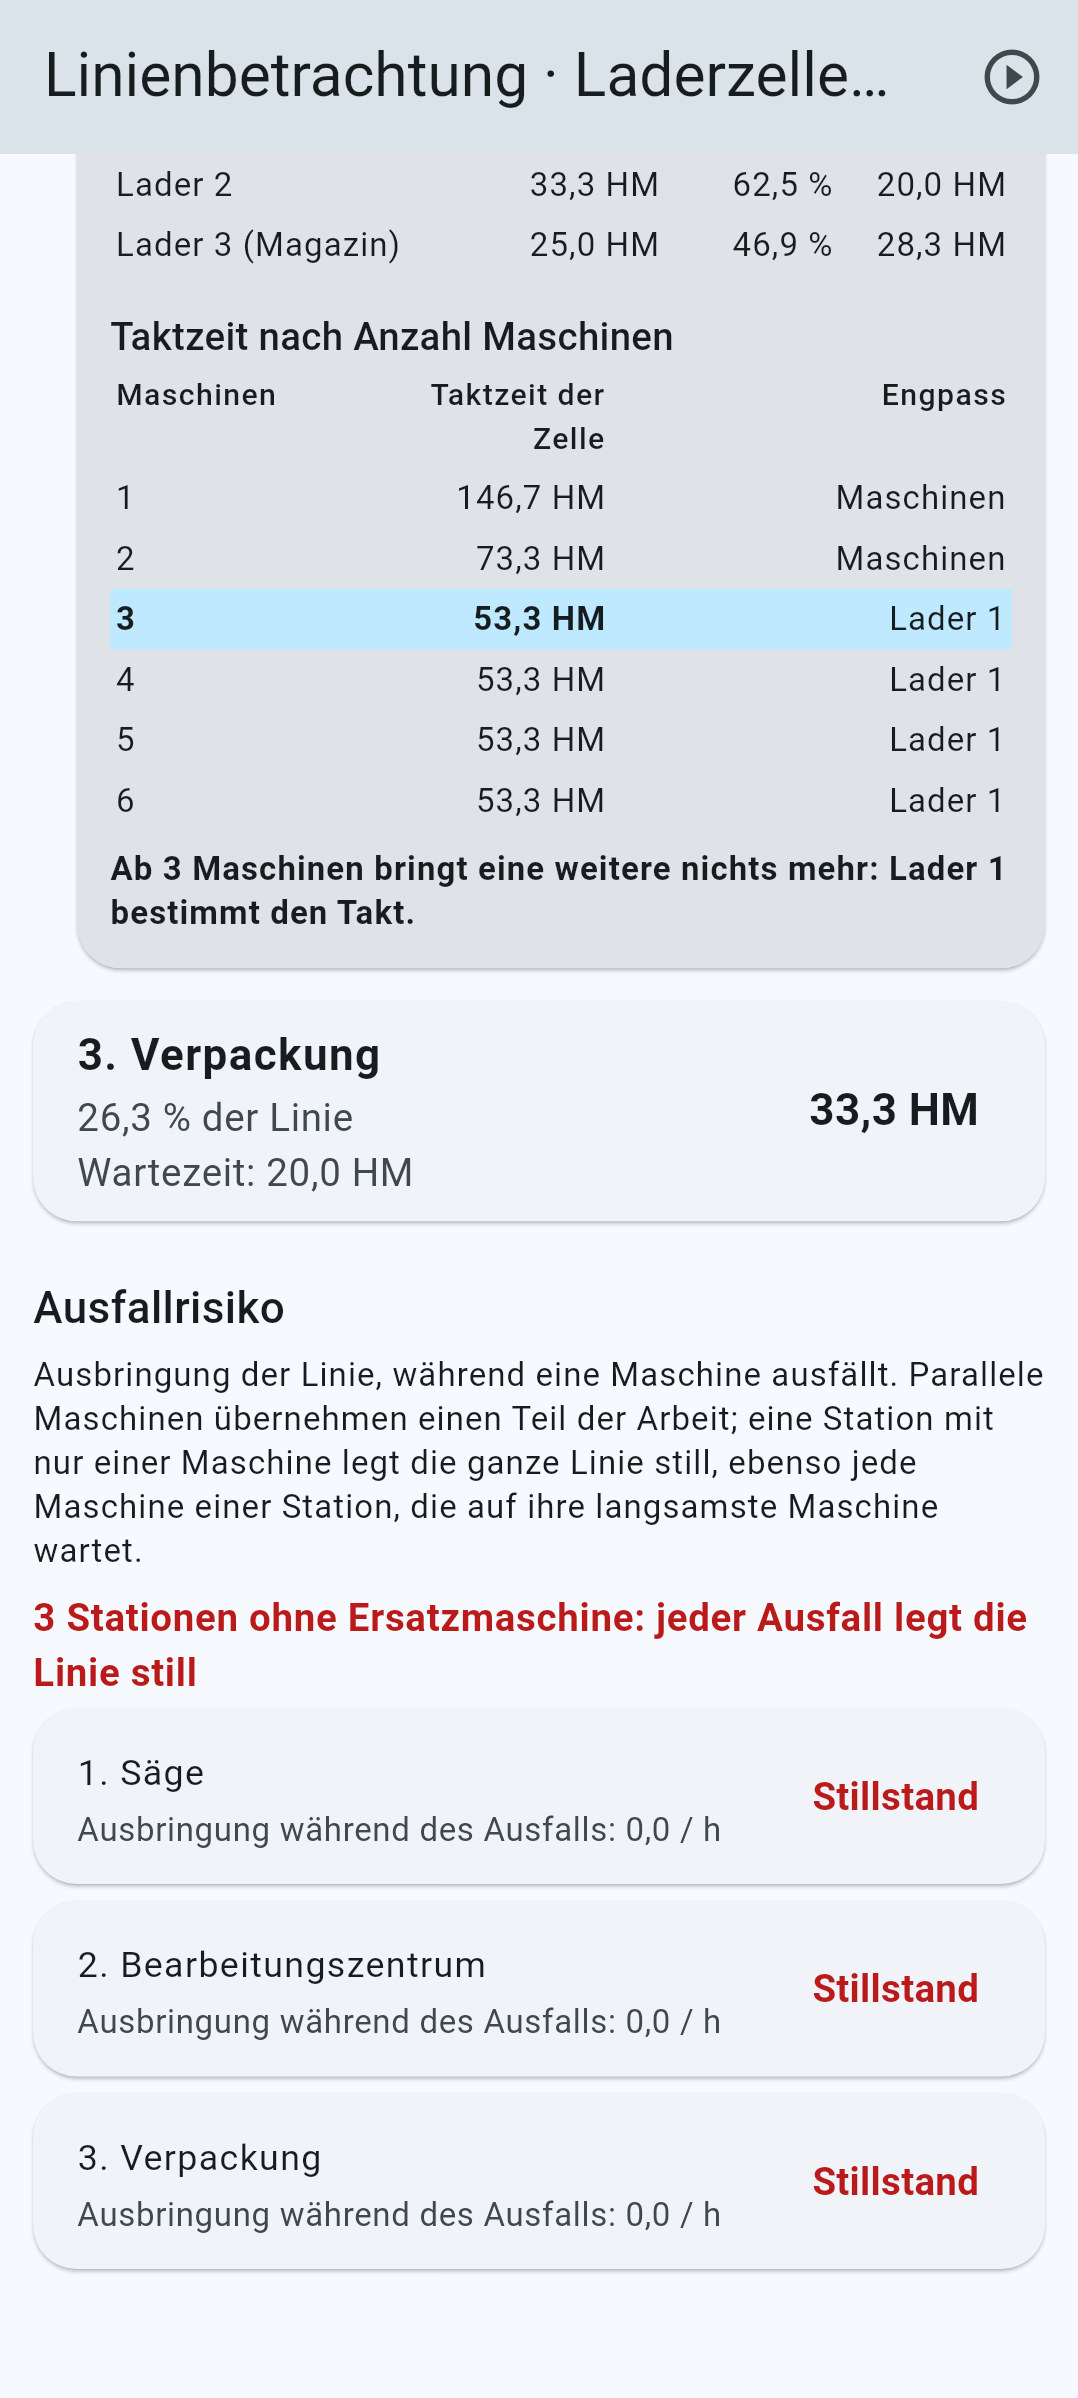 Linienbetrachtung · Laderzelle...
Lader 2 33,3 HM 62,5 % 20,0 HM
Lader 3 (Magazin) 25,0 HM 46,9 % 28,3 HM
Taktzeit nach Anzahl Maschinen
Maschinen Taktzeit der Engpass
Zelle
1 146,7 HM Maschinen
2 73,3 HM Maschinen
3 53,3 HM Lader 1
4 53,3 HM Lader 1
5 53,3 HM Lader 1
6 53,3 HM Lader 1
Ab 3 Maschinen bringt eine weitere nichts mehr: Lader 1
bestimmt den Takt.
3. Verpackung
26,3 % der Linie
33,3 HM
Wartezeit: 20,0 HM
Ausfallrisiko
Ausbringung der Linie, während eine Maschine ausfällt. Parallele
Maschinen übernehmen einen Teil der Arbeit; eine Station mit
nur einer Maschine legt die ganze Linie still, ebenso jede
Maschine einer Station, die auf ihre langsamste Maschine
wartet.
3 Stationen ohne Ersatzmaschine: jeder Ausfall legt die
Linie still
1. Säge
Stillstand
Ausbringung während des Ausfalls: 0,0 / h
2. Bearbeitungszentrum
Stillstand
Ausbringung während des Ausfalls: 0,0 / h
3. Verpackung
Stillstand
Ausbringung während des Ausfalls: 0,0 / h